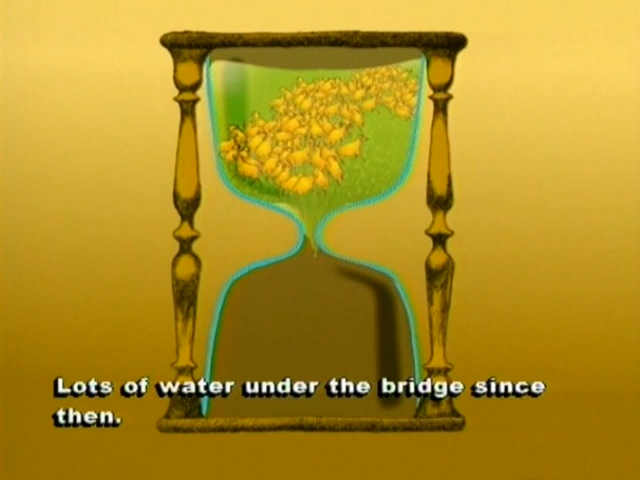 Lots of water under the bridge since
then.